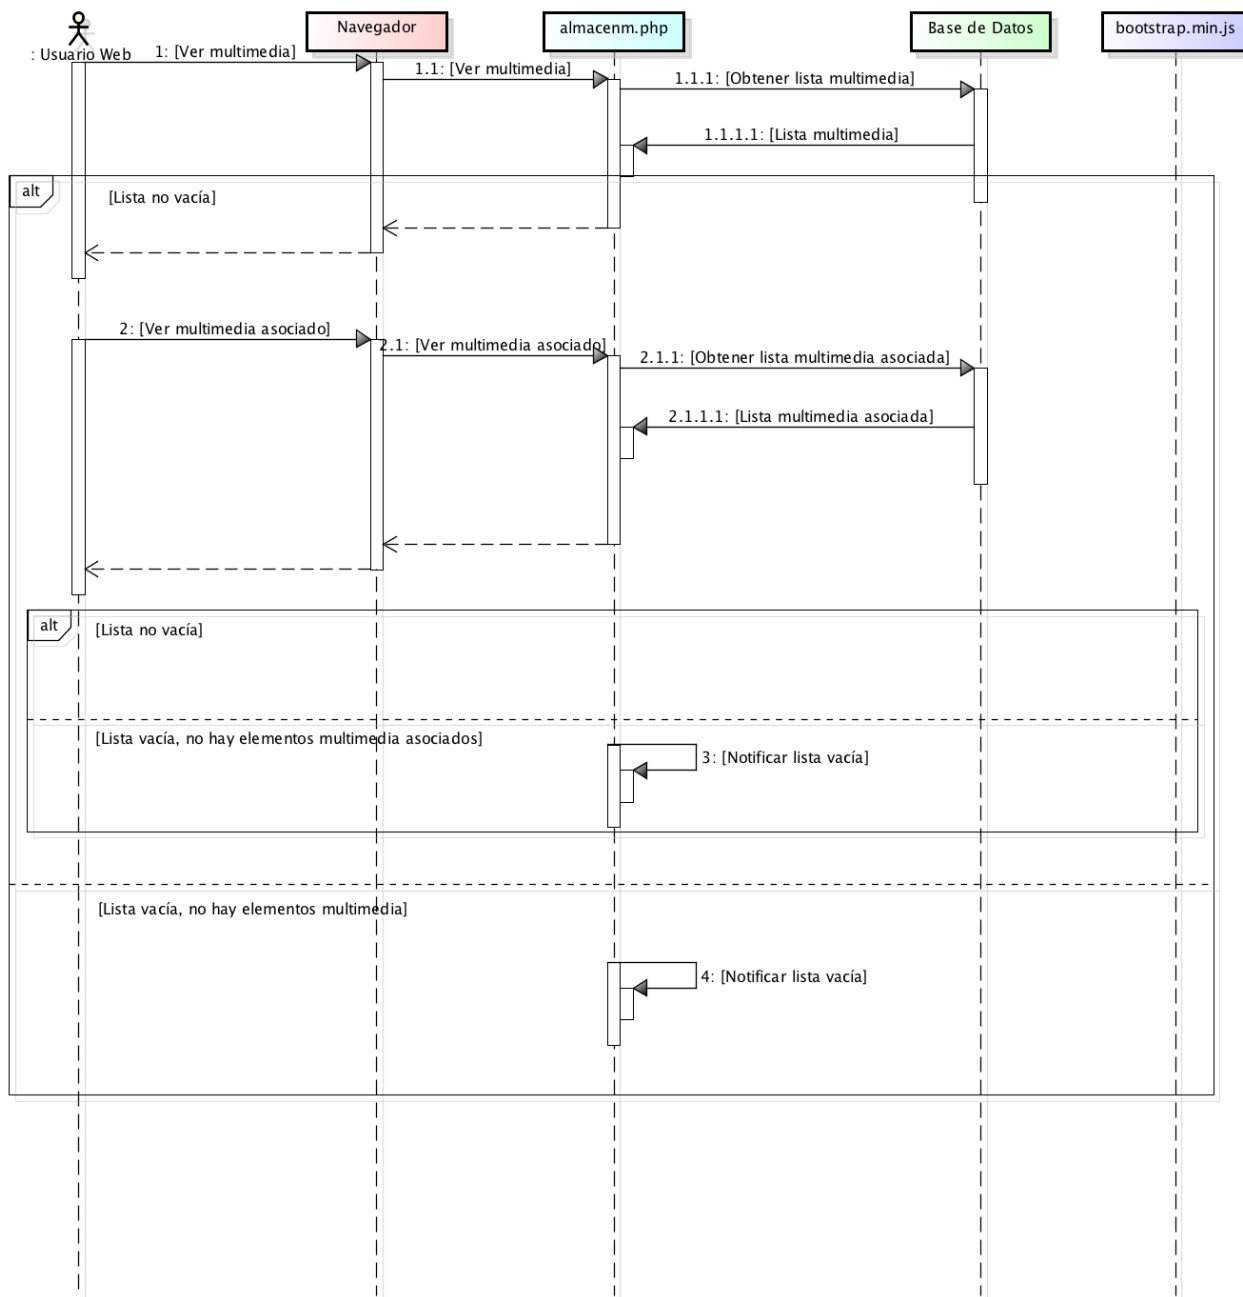 Navegador
almacenm.php
Base de Datos
bootstrap.min.js
: Usuario Web
1: [Ver multimedia]
1.1: [Ver multimedia]
1.1.1: [Obtener lista multimedia]
1.1.1.1: [Lista multimedia]
alt
[Lista no vacía]
2: [Ver multimedia asociado]
2.1: [Ver multimedia asociado]
2.1.1: [Obtener lista multimedia asociada]
2.1.1.1: [Lista multimedia asociada]
alt
[Lista no vacía]
[Lista vacía, no hay elementos multimedia asociados]
3: [Notificar lista vacía]
[Lista vacía, no hay elementos multimedia]
4: [Notificar lista vacía]